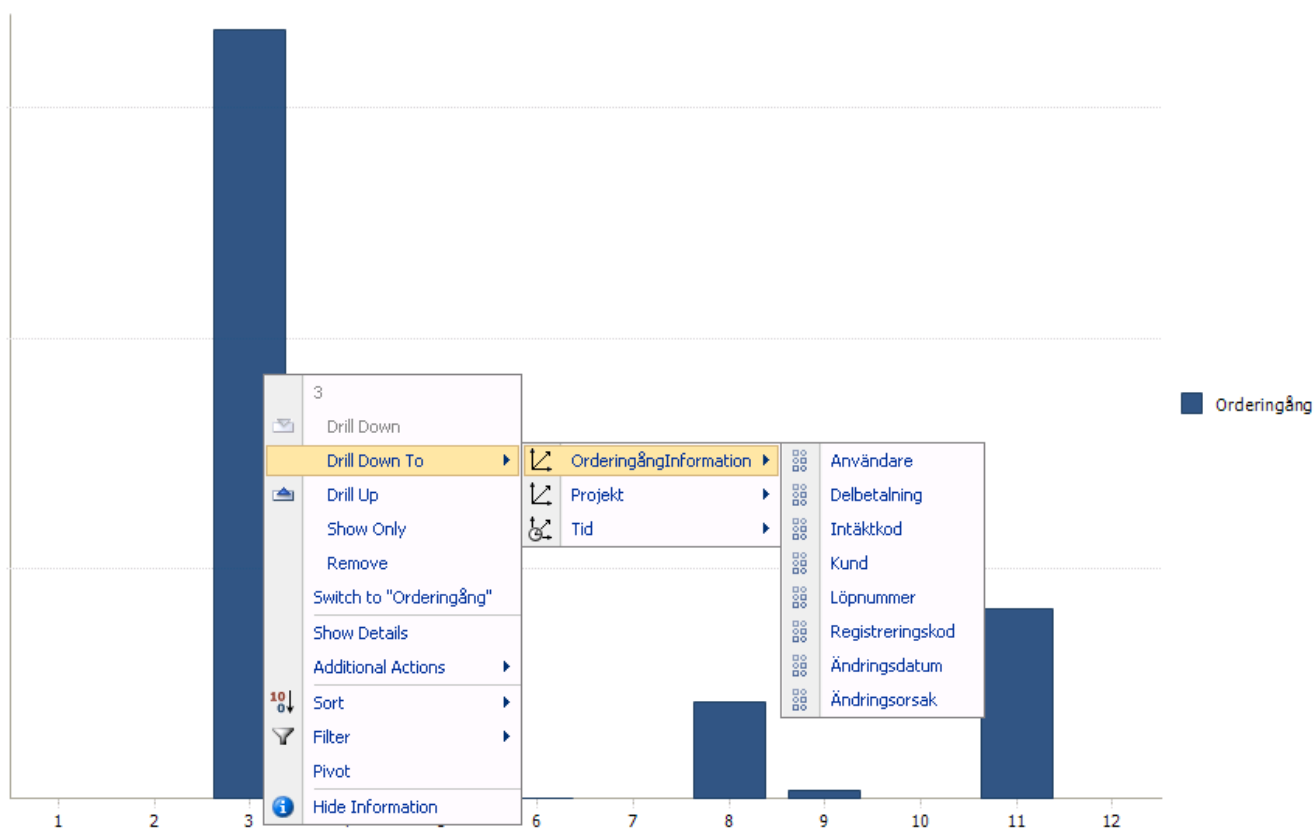 3
Drill Down
Drill Down To
Drill Up
Show Only
Remove
Switch to "Orderingång"
Show Details
Additional Actions
Sort
Filter
Pivot
Hide Information
OrderingångInformation
Projekt
Tid
Användare
Delbetalning
Intäktkod
Kund
Löpnummer
Registreringskod
Ändringsdatum
Ändringsorsak
Orderingång
1 2 3 6 7 8 9 10 11 12